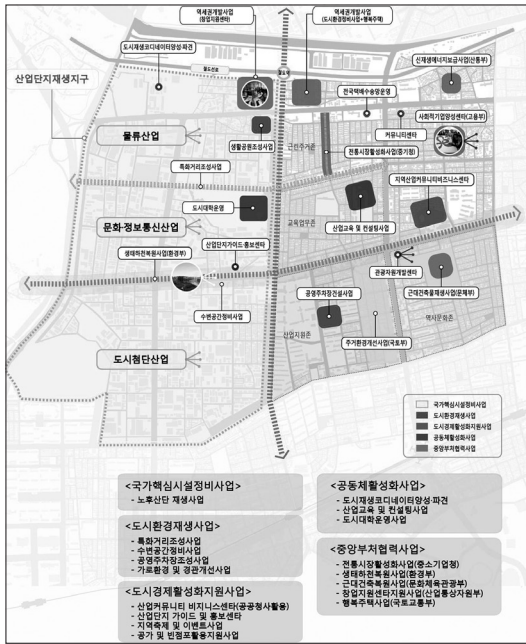 역세권개발사업
(창업지원센터)
역세권개발사업
(도시환경정비사업+행복주택)
도시재생코디네이터양성·파견
신재생에너지보급사업(산통부)
산업단지재생지구
전국택배수송망운영
사회적기업양성센터(고용부)
물류산업
생활공원조성사업
커뮤니티센터
근린주거존
전통시장활성화사업(중기청)
특화거리조성사업
지역산업커뮤니티비즈니스센터
도시대학운영
문화·정보통신산업
교육업무존
산업교육 및 컨설팅사업
산업단지가이드·홍보센타
생태하천복원사업(환경부)
관광자원개발센타
공영주차장건설사업
근대건축물재생사업(문체부)
수변공간정비사업
역사문화존
산업지원존
주거환경개선사업(국토부)
도시첨단산업
국가핵심시설정비사업
도시환경재생사업
도시경제활성화지원사업
공동체활성화사업
중앙부처협력사업
<국가핵심시설정비사업>
- 노후산단 재생사업
<도시환경재생사업>
- 특화거리조성사업
- 수변공간정비사업
- 공영주차장조성사업
- 가로환경 및 경관개선사업
<도시경제활성화지원사업>
- 산업커뮤니티 비지니스센타(공공청사활용)
- 산업단지 가이드 및 홍보센타
- 지역축제 및 이벤트사업
- 공가 및 빈점포활용지원사업
<공동체활성화사업>
- 도시재생코디네이터양성·파견
- 산업교육 및 컨설팅사업
- 도시대학운영사업
<중앙부처협력사업>
- 전통시장활성화사업(중소기업청)
- 생태하천복원사업(환경부)
- 근대건축복원사업(문화체육관광부)
- 창업지원센타지원사업(산업통상자원부)
- 행복주택사업(국토교통부)